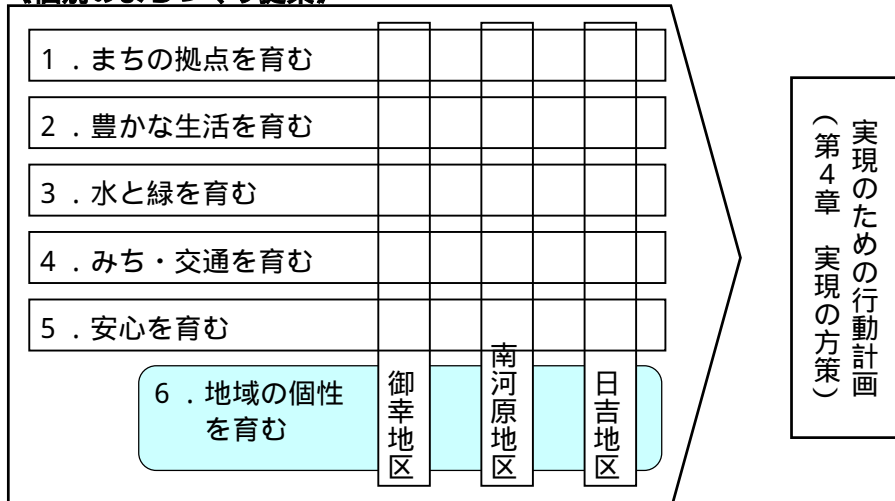 1．まちの拠点を育む
2．豊かな生活を育む
3．水と緑を育む
4．みち・交通を育む
5．安心を育む
6．地域の個性
を育む
御幸地区
南河原地区
日吉地区
実現のための行動計画
（第4章　実現の方策）